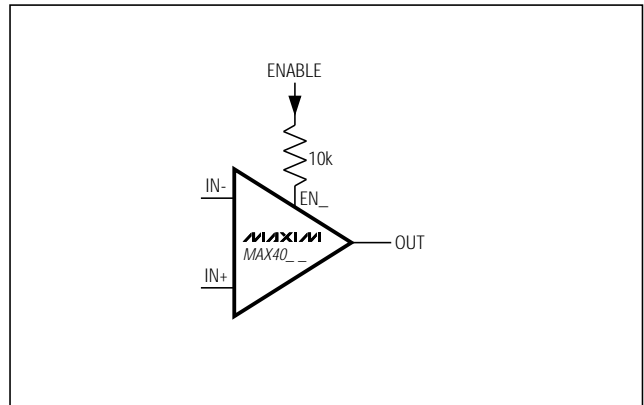 ENABLE
10k
EN_
IN-
MAXIM
MAX40_ _
OUT
IN+